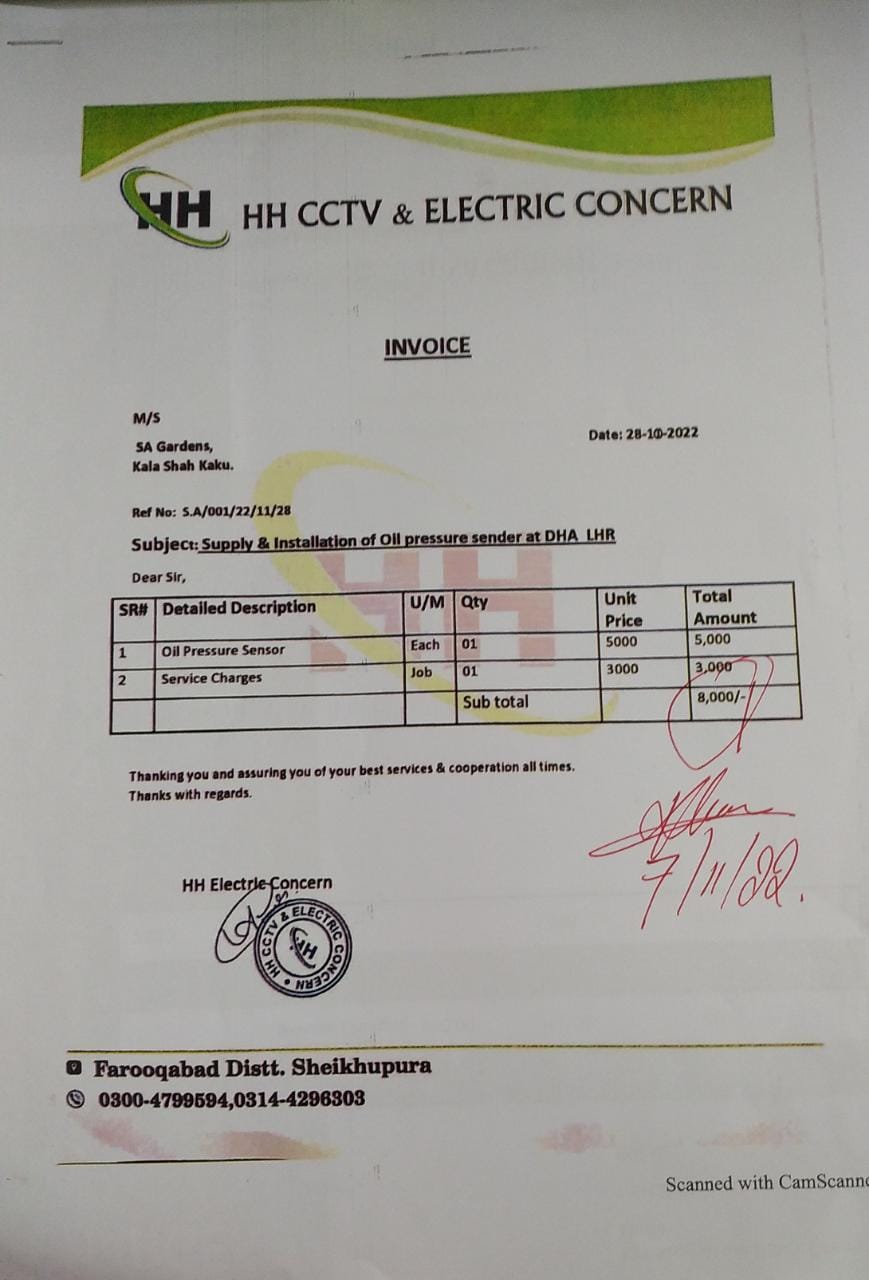 HH HH CCTV & ELECTRIC CONCERN
INVOICE
M/S
SA Gardens,
Kala Shah Kaku.
Date: 28-10-2022
Ref No: S.A/001/22/11/28
Subject: Supply & Installation of Oil pressure sender at DHA LHR
Dear Sir,
SR# Detailed Description U/M Qty Unit Price Total Amount
1 Oil Pressure Sensor Each 01 5000 5,000
2 Service Charges Job 01 3000 3,000
Sub total 8,000/-
Thanking you and assuring you of your best services & cooperation all times.
Thanks with regards.
7/11/22.
HH Electric Concern
HH CCTV & ELECTRIC CONCERN
HH
Farooqabad Distt. Sheikhupura
0300-4799594,0314-4296303
Scanned with CamScanne